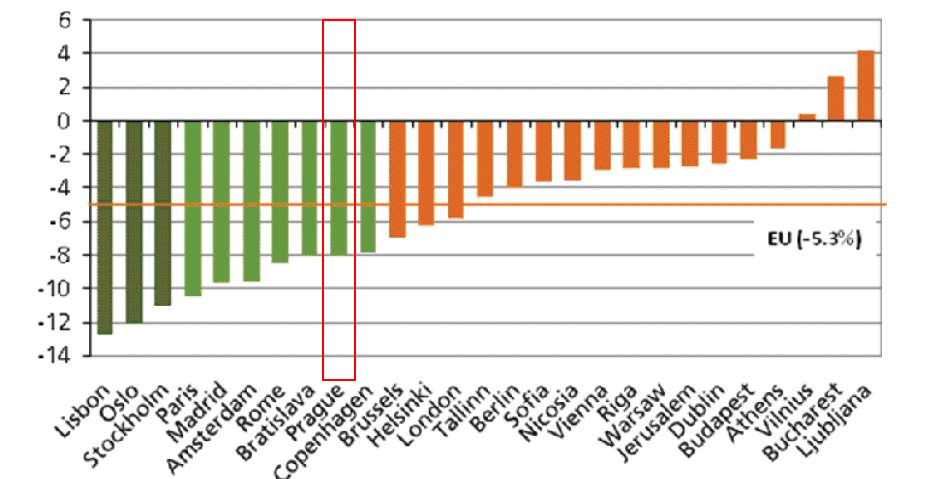 6
4
2
0
-2
-4
-6
-8
-10
-12
-14
EU (-5.3%)
Lisbon
Oslo
Stockholm
Paris
Madrid
Amsterdam
Rome
Bratislava
Prague
Copenhagen
Brussels
Helsinki
London
Tallinn
Berlin
Sofia
Nicosia
Vienna
Riga
Warsaw
Jerusalem
Dublin
Budapest
Athens
Vilnius
Bucharest
Ljubljana